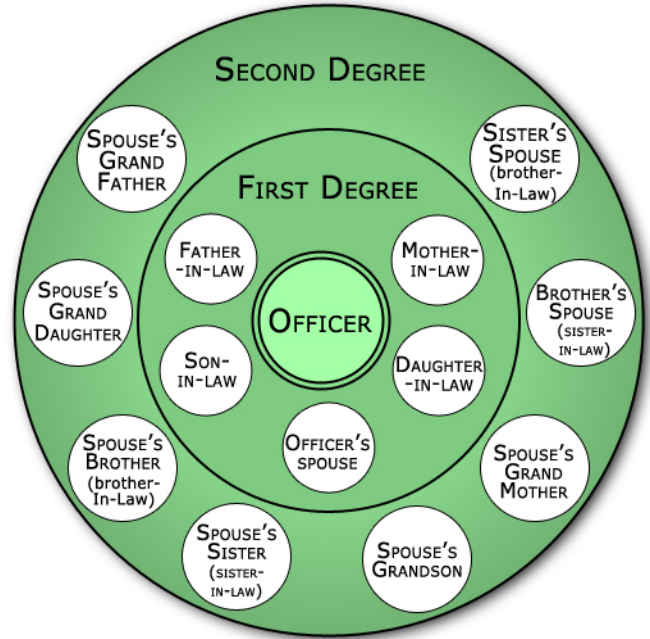 Second Degree
Spouse's
Grand
Father
Sister's
Spouse
(brother-
In-Law)
First Degree
Father
-in-law
Mother-
in-law
Spouse's
Grand
Daughter
Officer
Brother's
Spouse
(sister-
in-law)
Son-
in-law
Daughter
-in-law
Officer's
spouse
Spouse's
Brother
(brother-
In-Law)
Spouse's
Grand
Mother
Spouse's
Sister
(sister-
in-law)
Spouse's
Grandson